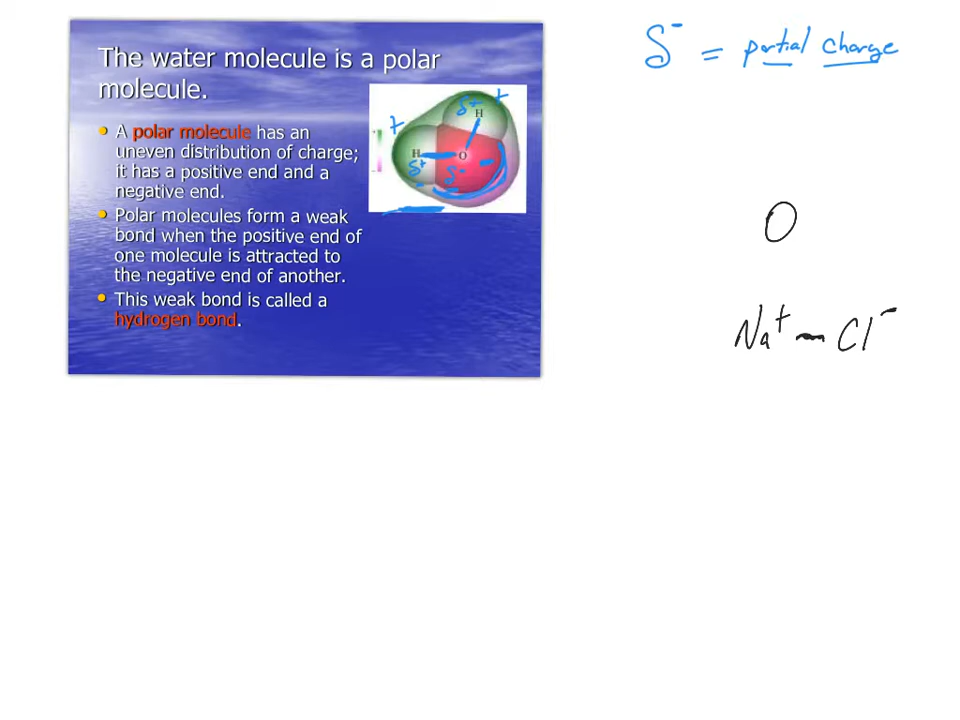 The water molecule is a polar
molecule.
• A polar molecule has an
uneven distribution of charge;
it has a positive end and a
negative end.
• Polar molecules form a weak
bond when the positive end of
one molecule is attracted to
the negative end of another.
• This weak bond is called a
hydrogen bond.
+
+
H
H
δ+
O
δ-
-
δ- = partial charge
O
Na+ - Cl-